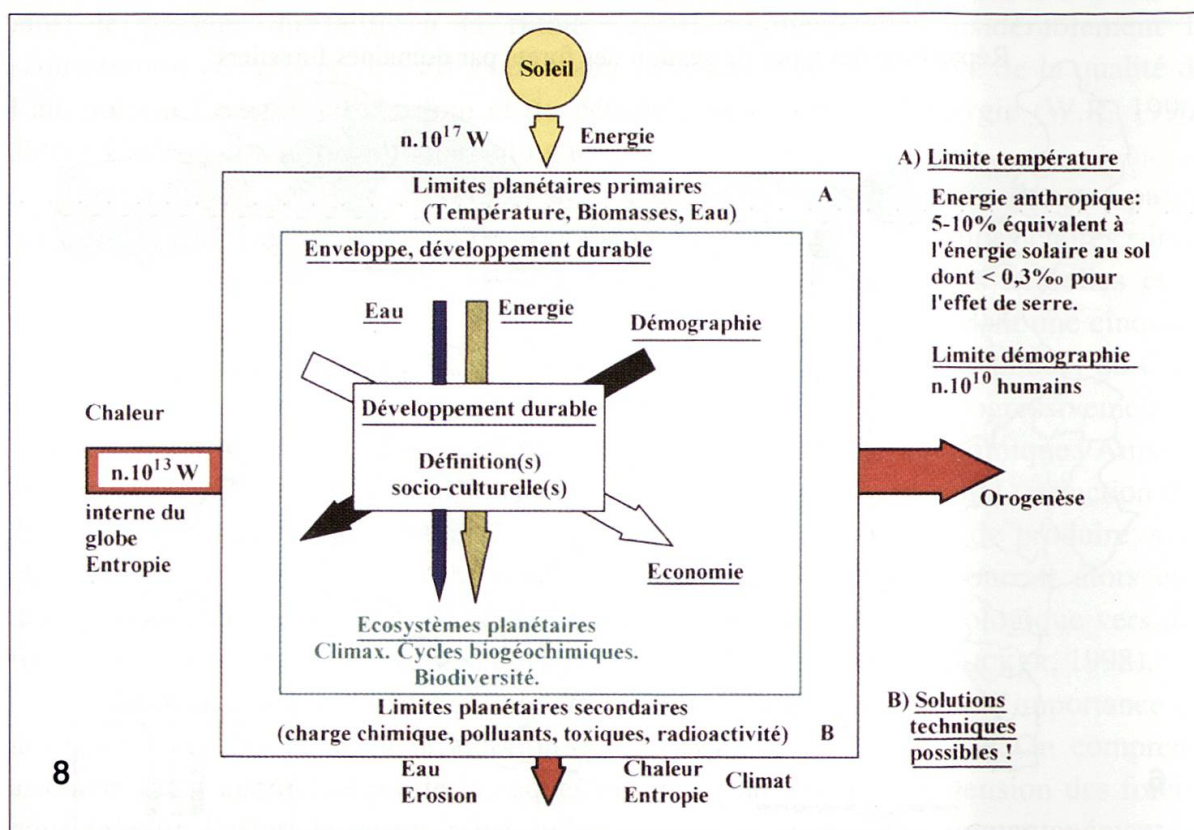 Soleil
n.10¹⁷ W
Energie
Limites planétaires primaires
A
(Température, Biomasses, Eau)
Enveloppe, développement durable
Eau
Energie
Démographie
Développement durable
Définition(s)
socio-culturelle(s)
Economie
Ecosystèmes planétaires
Climax. Cycles biogéochimiques.
Biodiversité.
Limites planétaires secondaires
(charge chimique, polluants, toxiques, radioactivité)
B
Chaleur
n.10¹³ W
interne du
globe
Entropie
Orogenèse
Eau
Erosion
Chaleur
Entropie
Climat
A) Limite température
Energie anthropique:
5-10% équivalent à
l'énergie solaire au sol
dont < 0,3‰ pour
l'effet de serre.
Limite démographie
n.10¹⁰ humains
B) Solutions
techniques
possibles !
8